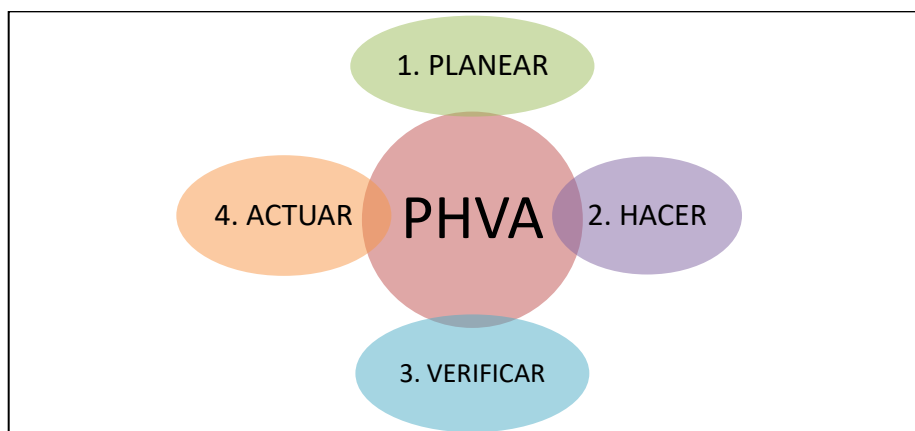 1. PLANEAR
4. ACTUAR
PHVA
2. HACER
3. VERIFICAR